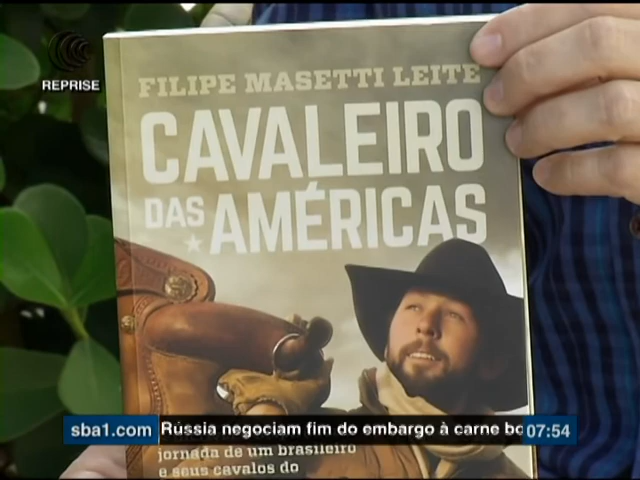 REPRISE
FILIPE MASETTI LEITE
CAVALEIRO
DAS AMÉRICAS
jornada de um brasileiro
e seus cavalos do
sba1.com Rússia negociam fim do embargo à carne 07:54